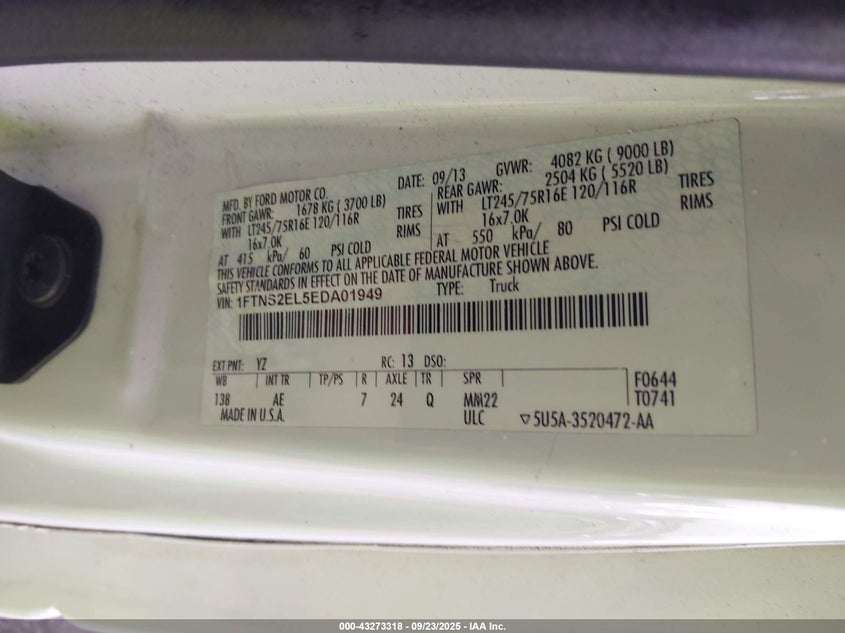 MFD. BY FORD MOTOR CO.
DATE: 09/13 GVWR: 4082 KG ( 9000 LB)
FRONT GAWR: 1678 KG ( 3700 LB) REAR GAWR: 2504 KG ( 5520 LB)
WITH LT245/75R16E 120/116R TIRES WITH LT245/75R16E 120/116R TIRES
16x7.0K RIMS 16x7.0K RIMS
AT 415 kPa/ 60 PSI COLD AT 550 kPa/ 80 PSI COLD
THIS VEHICLE CONFORMS TO ALL APPLICABLE FEDERAL MOTOR VEHICLE
SAFETY STANDARDS IN EFFECT ON THE DATE OF MANUFACTURE SHOWN ABOVE.
VIN: 1FTNS2EL5EDA01949 TYPE: Truck
EXT PNT: YZ RC: 13 DSO:
WB INT TR TP/PS R AXLE TR SPR F0644
138 AE 7 24 Q MM22 T0741
MADE IN U.S.A. ULC ▽5U5A-3520472-AA
000-43273318 - 09/23/2025 - IAA Inc.